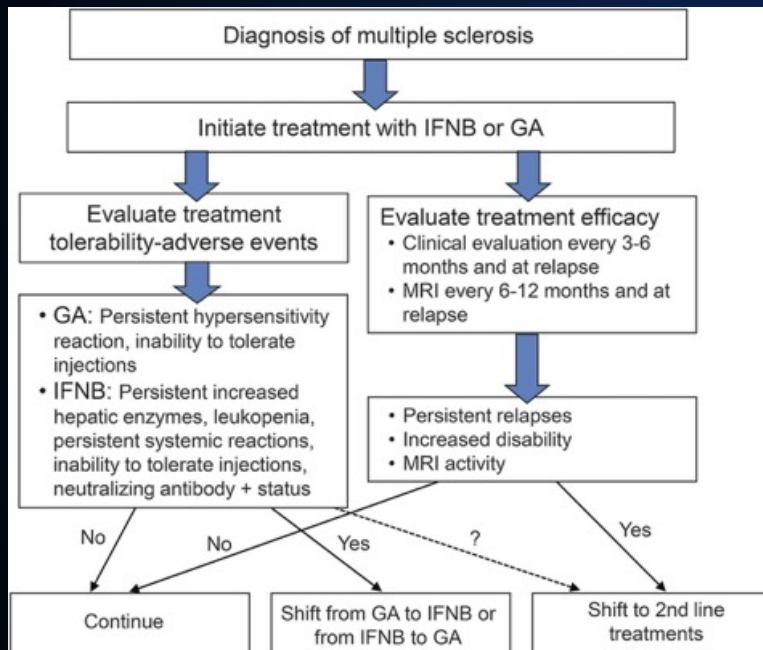 Diagnosis of multiple sclerosis
Initiate treatment with IFNB or GA
Evaluate treatment
tolerability-adverse events
Evaluate treatment efficacy
• Clinical evaluation every 3-6
months and at relapse
• MRI every 6-12 months and at
relapse
• GA: Persistent hypersensitivity
reaction, inability to tolerate
injections
• IFNB: Persistent increased
hepatic enzymes, leukopenia,
persistent systemic reactions,
inability to tolerate injections,
neutralizing antibody + status
• Persistent relapses
• Increased disability
• MRI activity
No
No
Yes
?
Yes
Continue
Shift from GA to IFNB or
from IFNB to GA
Shift to 2nd line
treatments